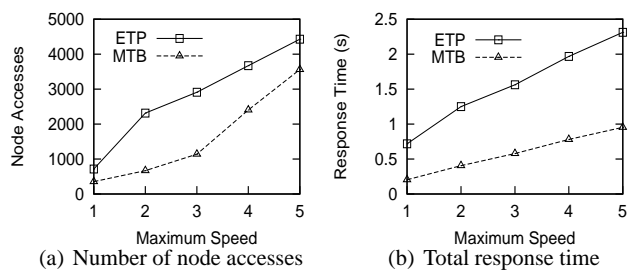 5000
4000
3000
2000
1000
0
Node Accesses
ETP
MTB
1 2 3 4 5
Maximum Speed
(a) Number of node accesses
2.5
2
1.5
1
0.5
0
Response Time (s)
ETP
MTB
1 2 3 4 5
Maximum Speed
(b) Total response time